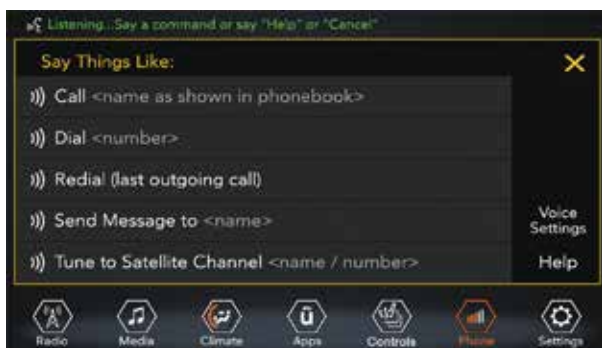 Listening...Say a command or say "Help" or "Cancel"
Say Things Like:
Call <name as shown in phonebook>
Dial <number>
Redial (last outgoing call)
Send Message to <name>
Voice Settings
Tune to Satellite Channel <name / number>
Help
Radio
Media
Climate
Apps
Controls
Phone
Settings